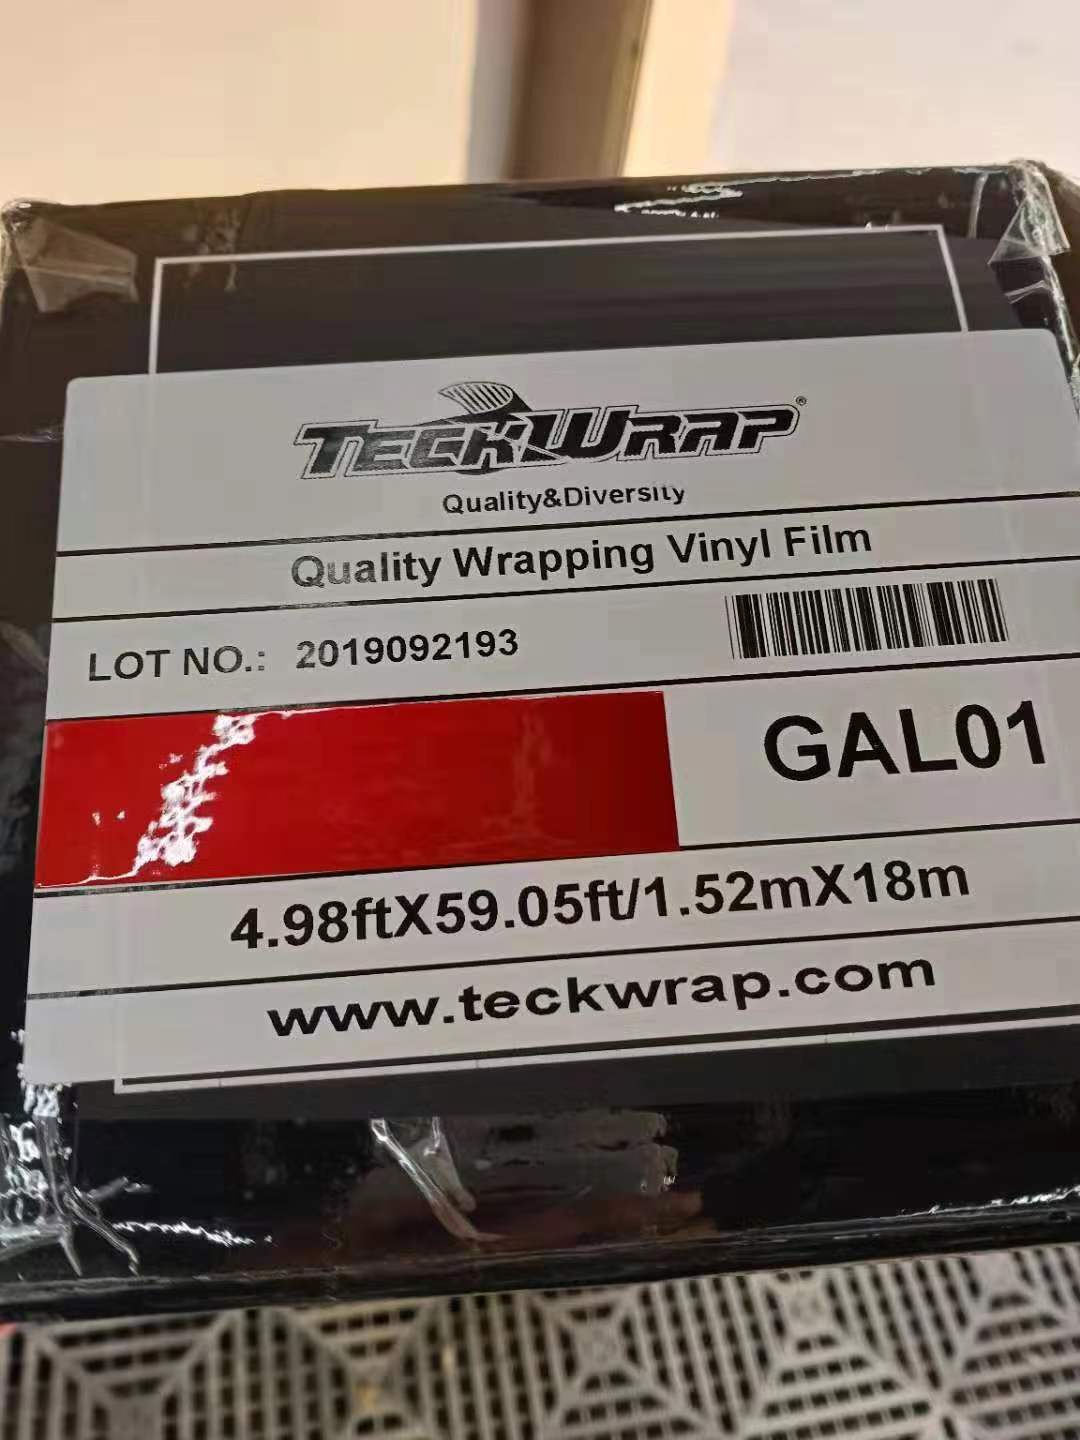 TECKWRAP®
Quality&Diversity
Quality Wrapping Vinyl Film
LOT NO.: 2019092193
GAL01
4.98ftX59.05ft/1.52mX18m
www.teckwrap.com